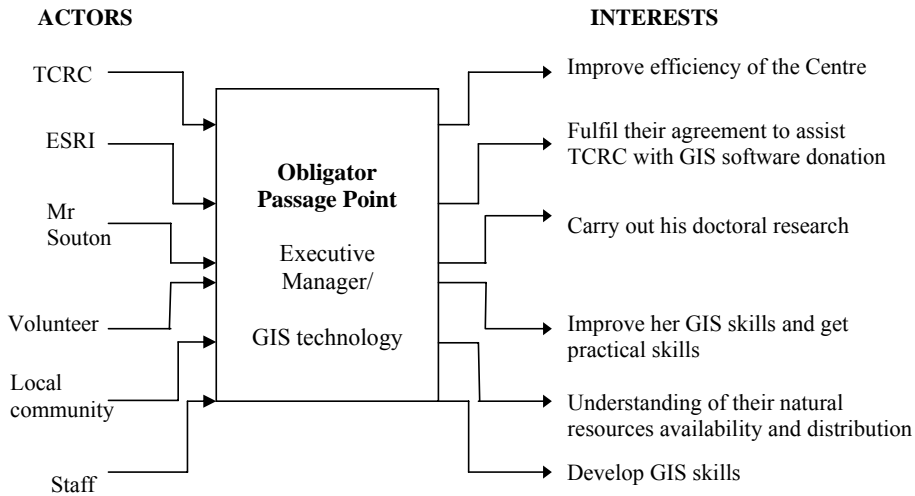 ACTORS
INTERESTS
TCRC
ESRI
Mr
Souton
Volunteer
Local
community
Staff
Obligator
Passage Point
Executive
Manager/
GIS technology
Improve efficiency of the Centre
Fulfil their agreement to assist
TCRC with GIS software donation
Carry out his doctoral research
Improve her GIS skills and get
practical skills
Understanding of their natural
resources availability and distribution
Develop GIS skills